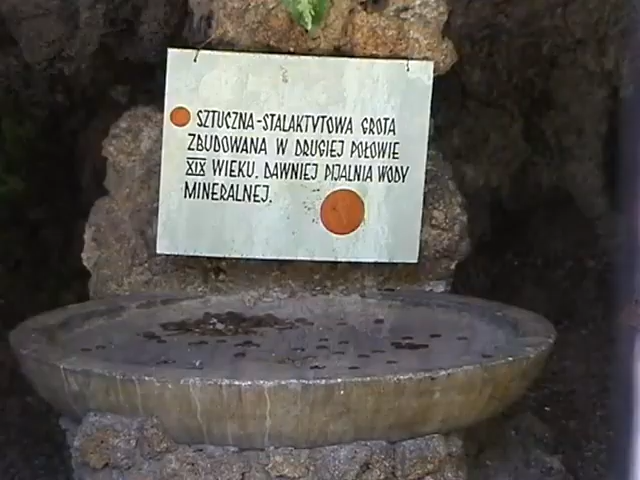 SZTUCZNA-STALAKTYTOWA GROTA
ZBUDOWANA W DRUGIEJ POŁOWIE
XIX WIEKU. DAWNIEJ PIJALNIA WODY
MINERALNEJ.